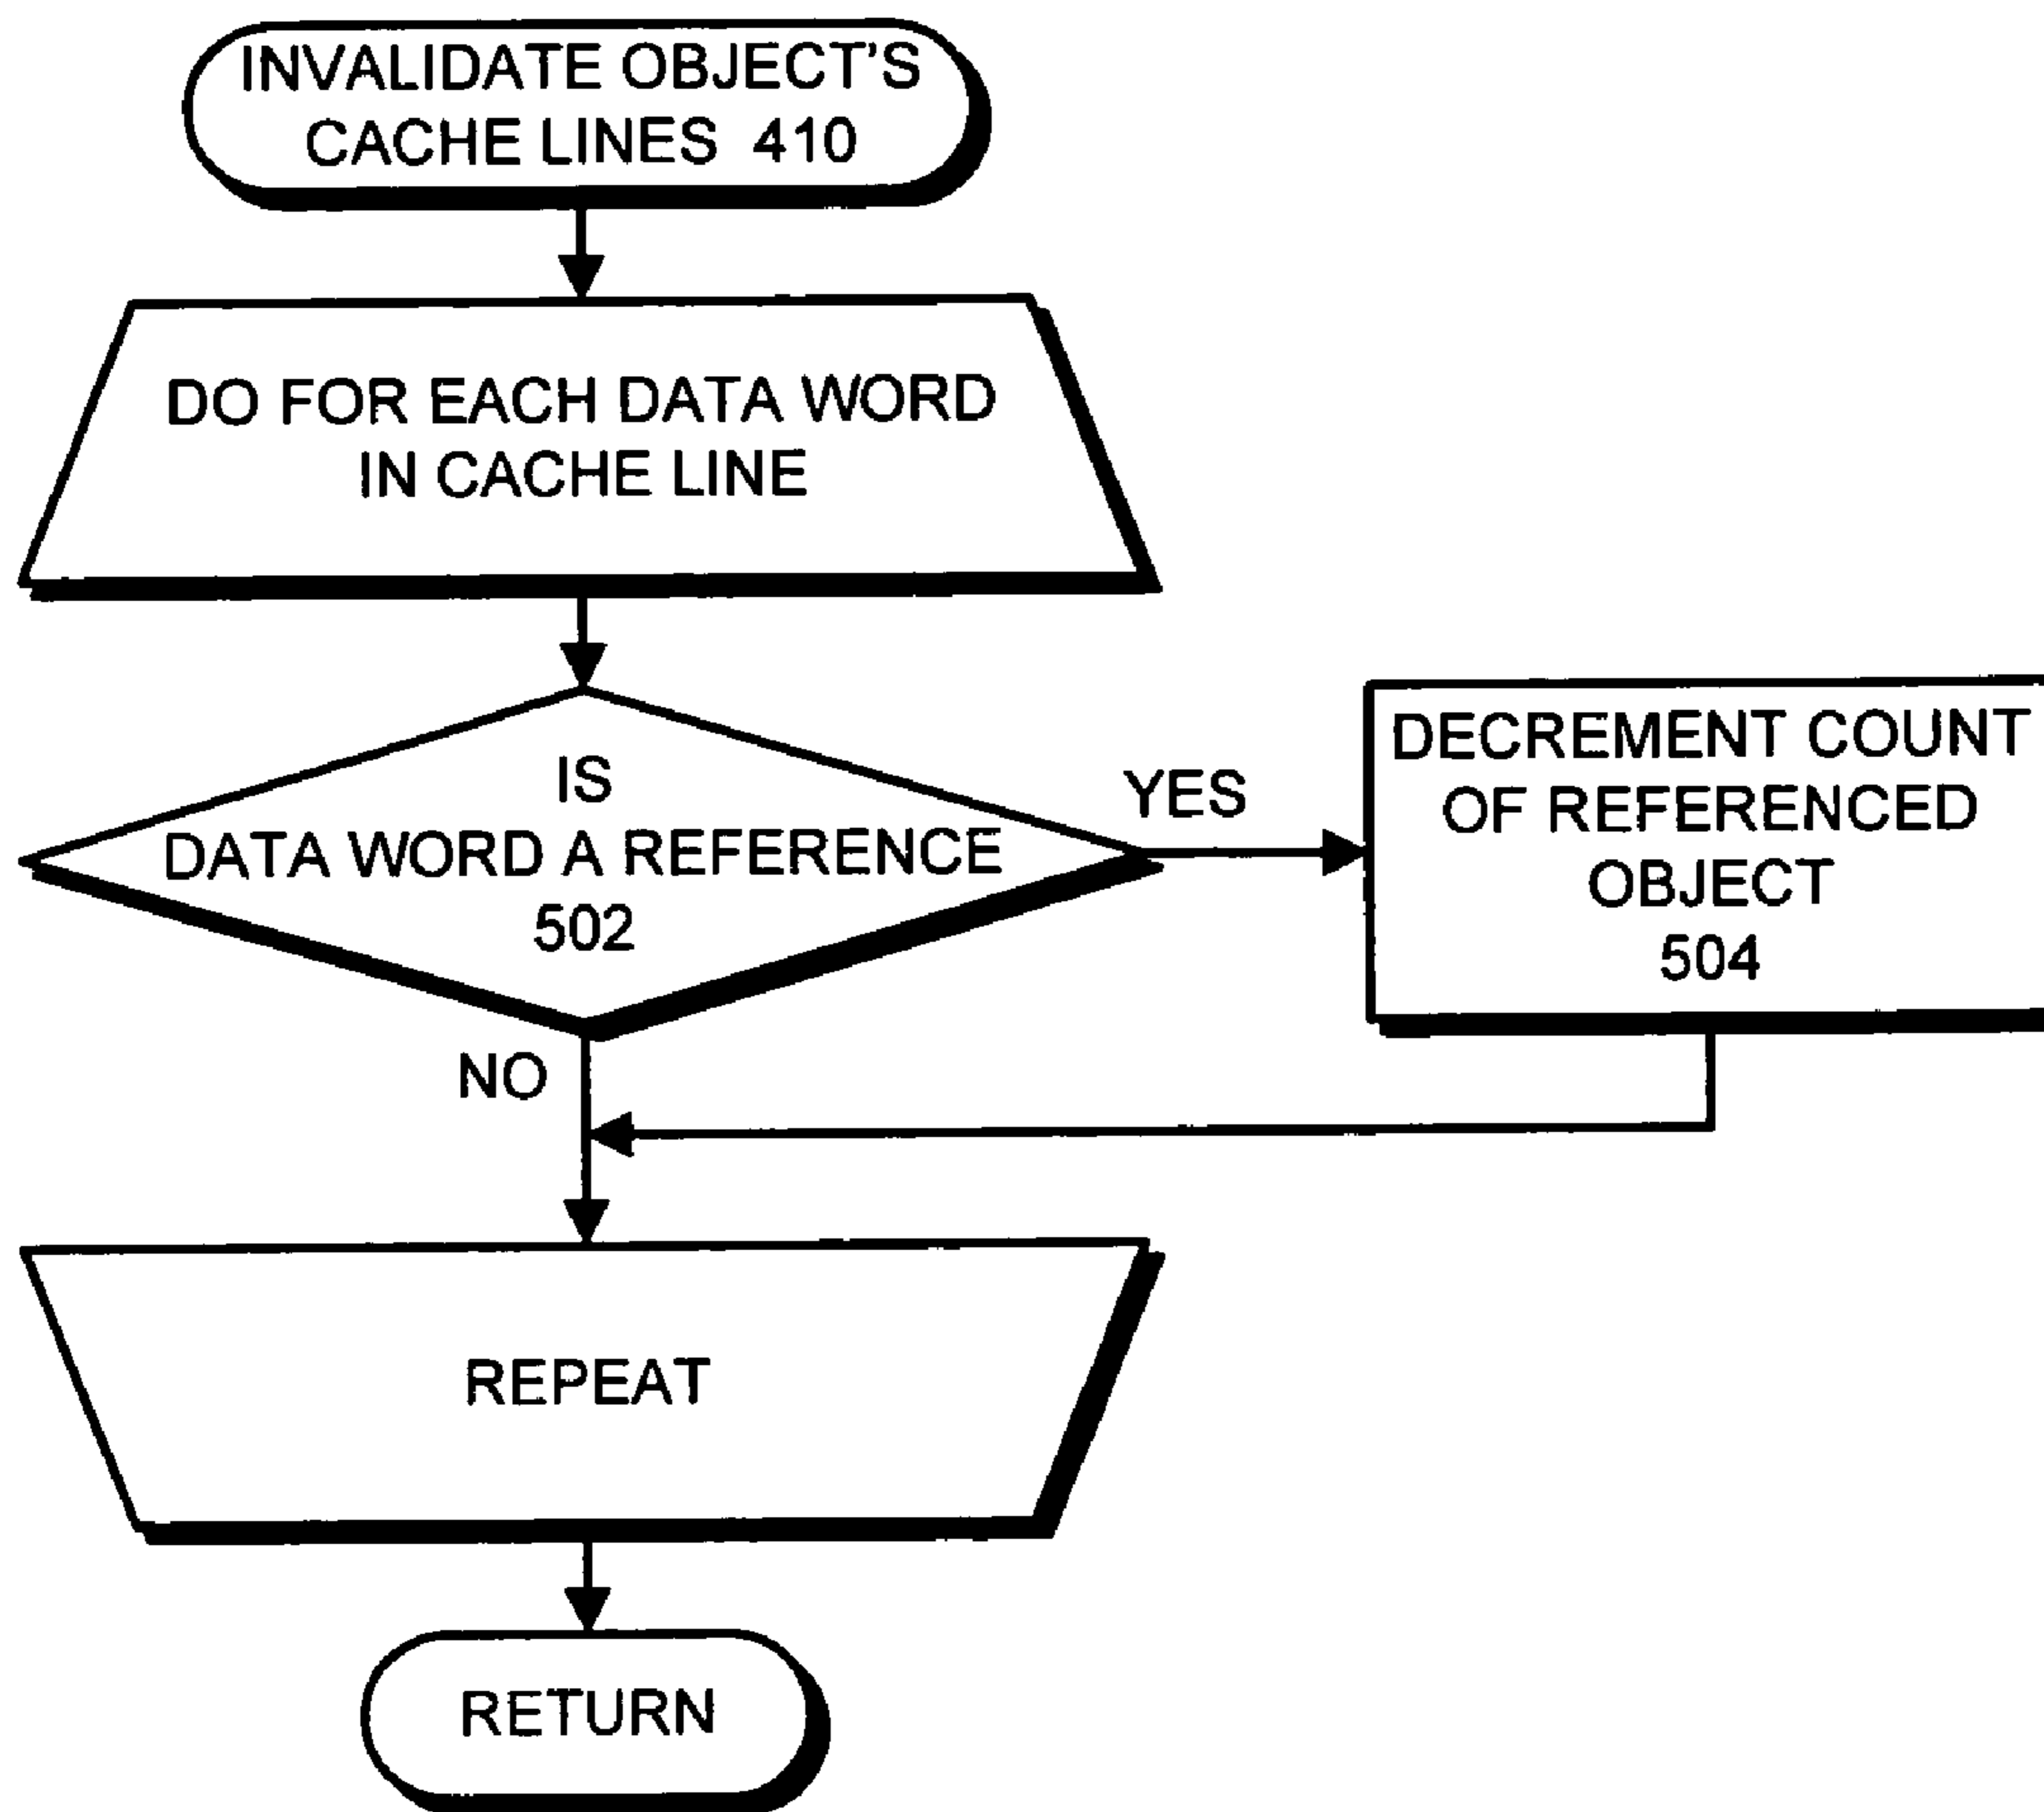 INVALIDATE OBJECT'S
CACHE LINES 410
DO FOR EACH DATA WORD
IN CACHE LINE
IS
DATA WORD A REFERENCE
502
YES
DECREMENT COUNT
OF REFERENCED
OBJECT
504
NO
REPEAT
RETURN